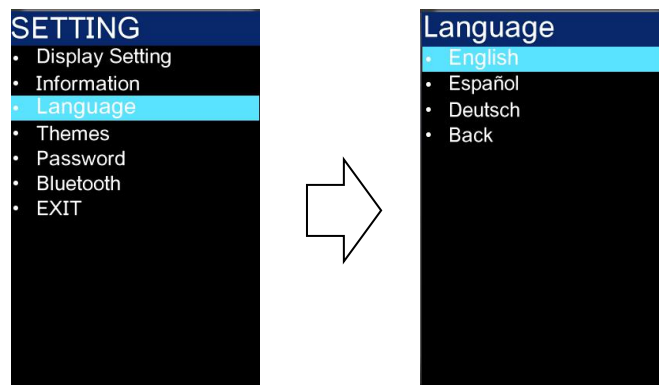 SETTING
• Display Setting
• Information
• Language
• Themes
• Password
• Bluetooth
• EXIT
Language
• English
• Español
• Deutsch
• Back